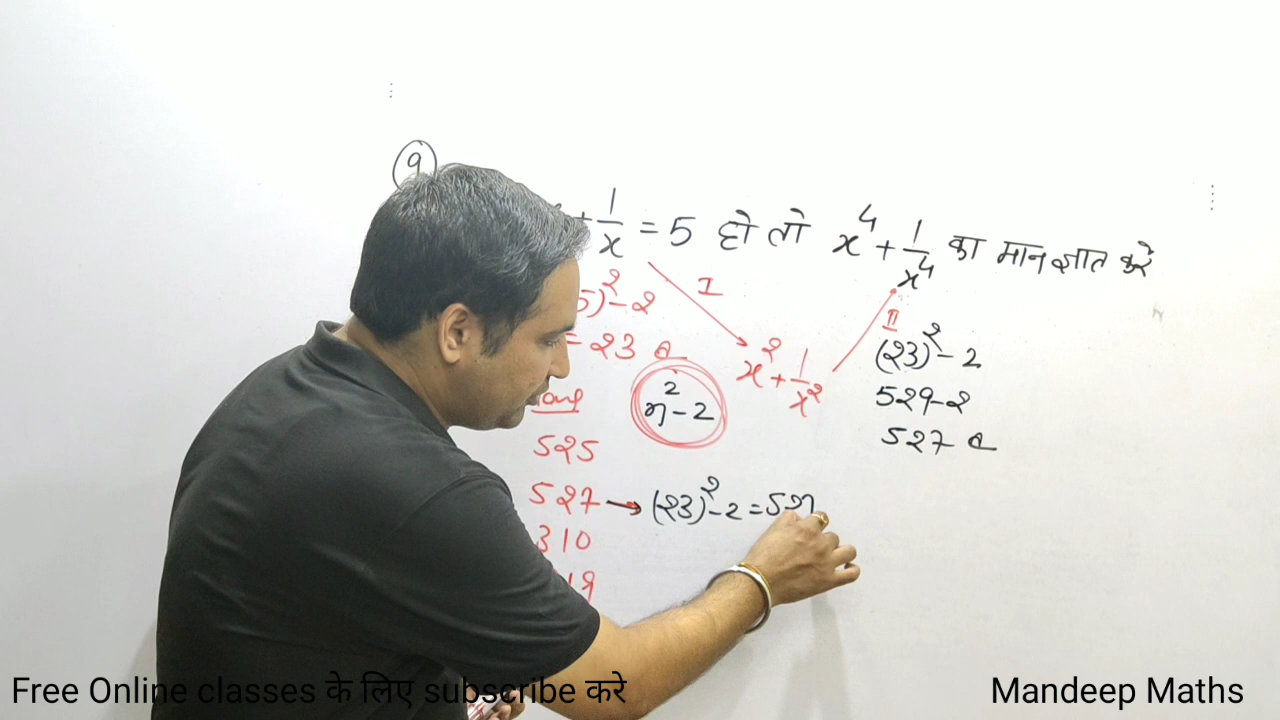 9
+ 1/x = 5 हो तो x⁴ + 1/x⁴ का मान ज्ञात करे
5)² - 2
= 23
I
x² + 1/x²
II
(23)² - 2
529 - 2
527
n² - 2
525
527 → (23)² - 2 = 527
310
19
Free Online classes के लिए subscribe करे
Mandeep Maths